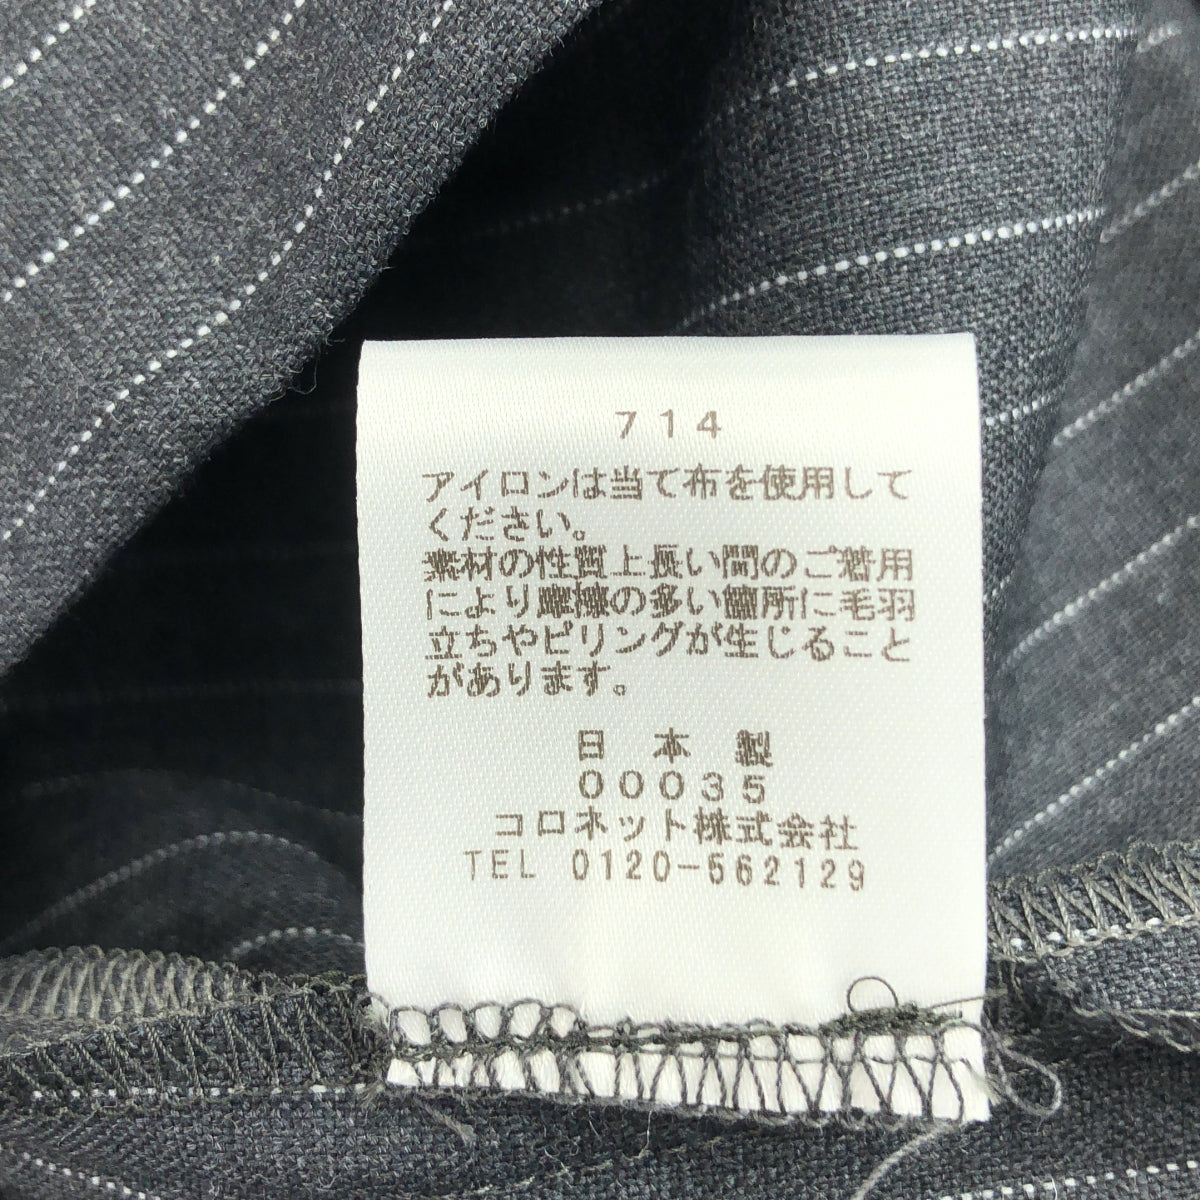 714
アイロンは当て布を使用して
ください。
素材の性質上長い間のご着用
により摩擦の多い箇所に毛羽
立ちやピリングが生じること
があります。
日 本 製
00035
コロネット株式会社
TEL 0120-562129